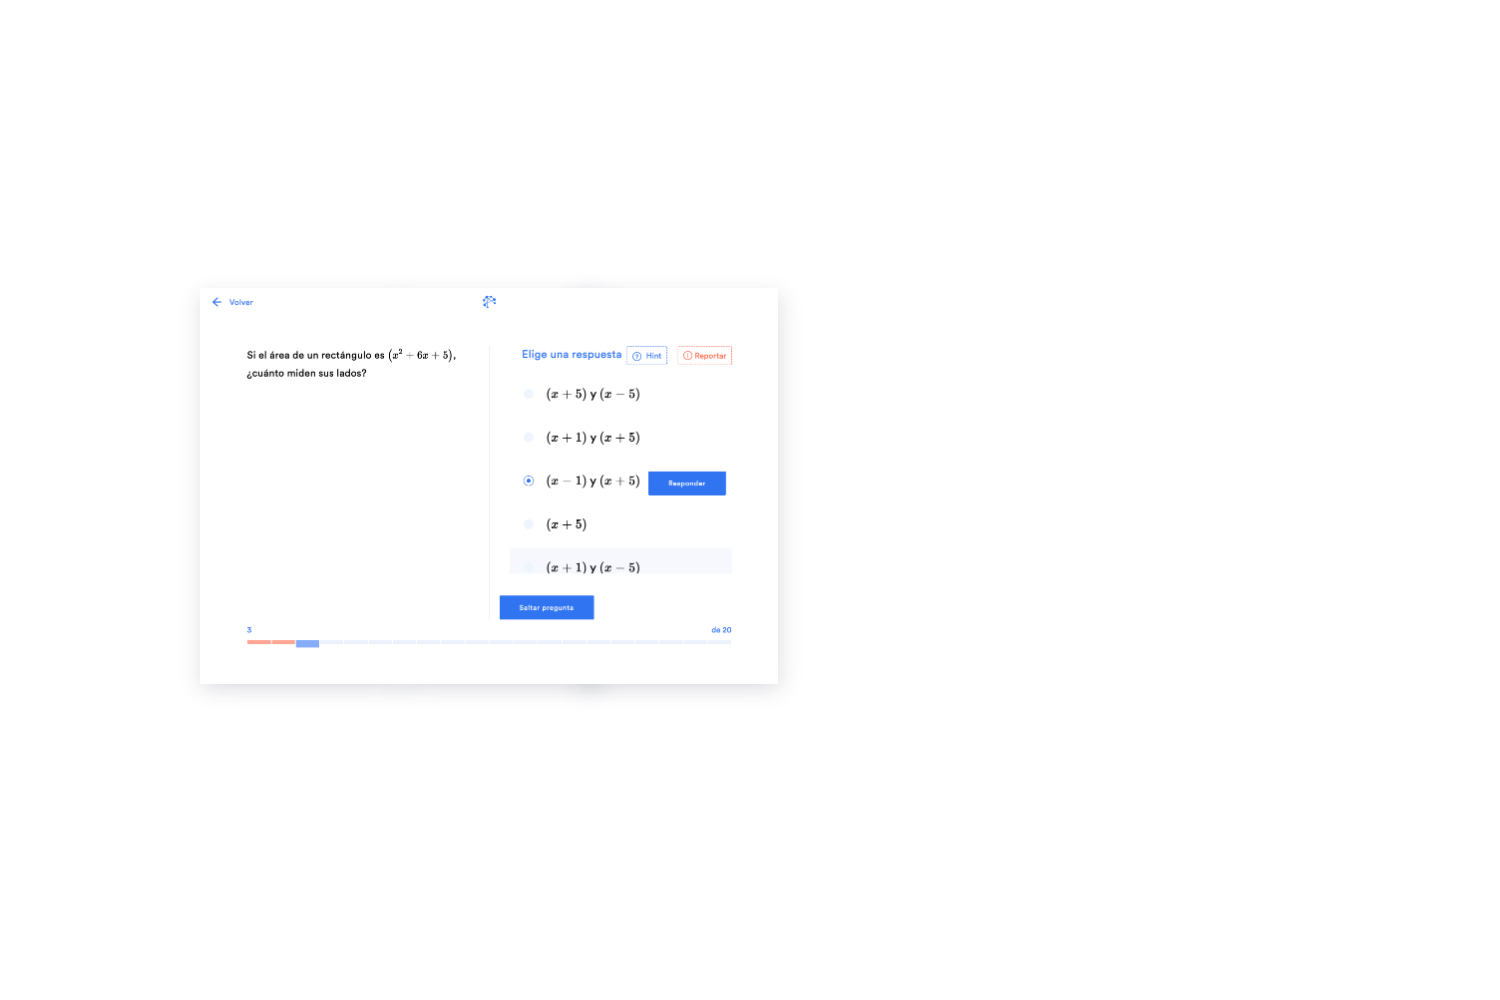 Volver
Si el área de un rectángulo es (x² + 6x + 5),
¿cuánto miden sus lados?
Elige una respuesta
Hint
Reportar
(x + 5) y (x − 5)
(x + 1) y (x + 5)
(x − 1) y (x + 5)
Responder
(x + 5)
(x + 1) y (x − 5)
Saltar pregunta
3
de 20